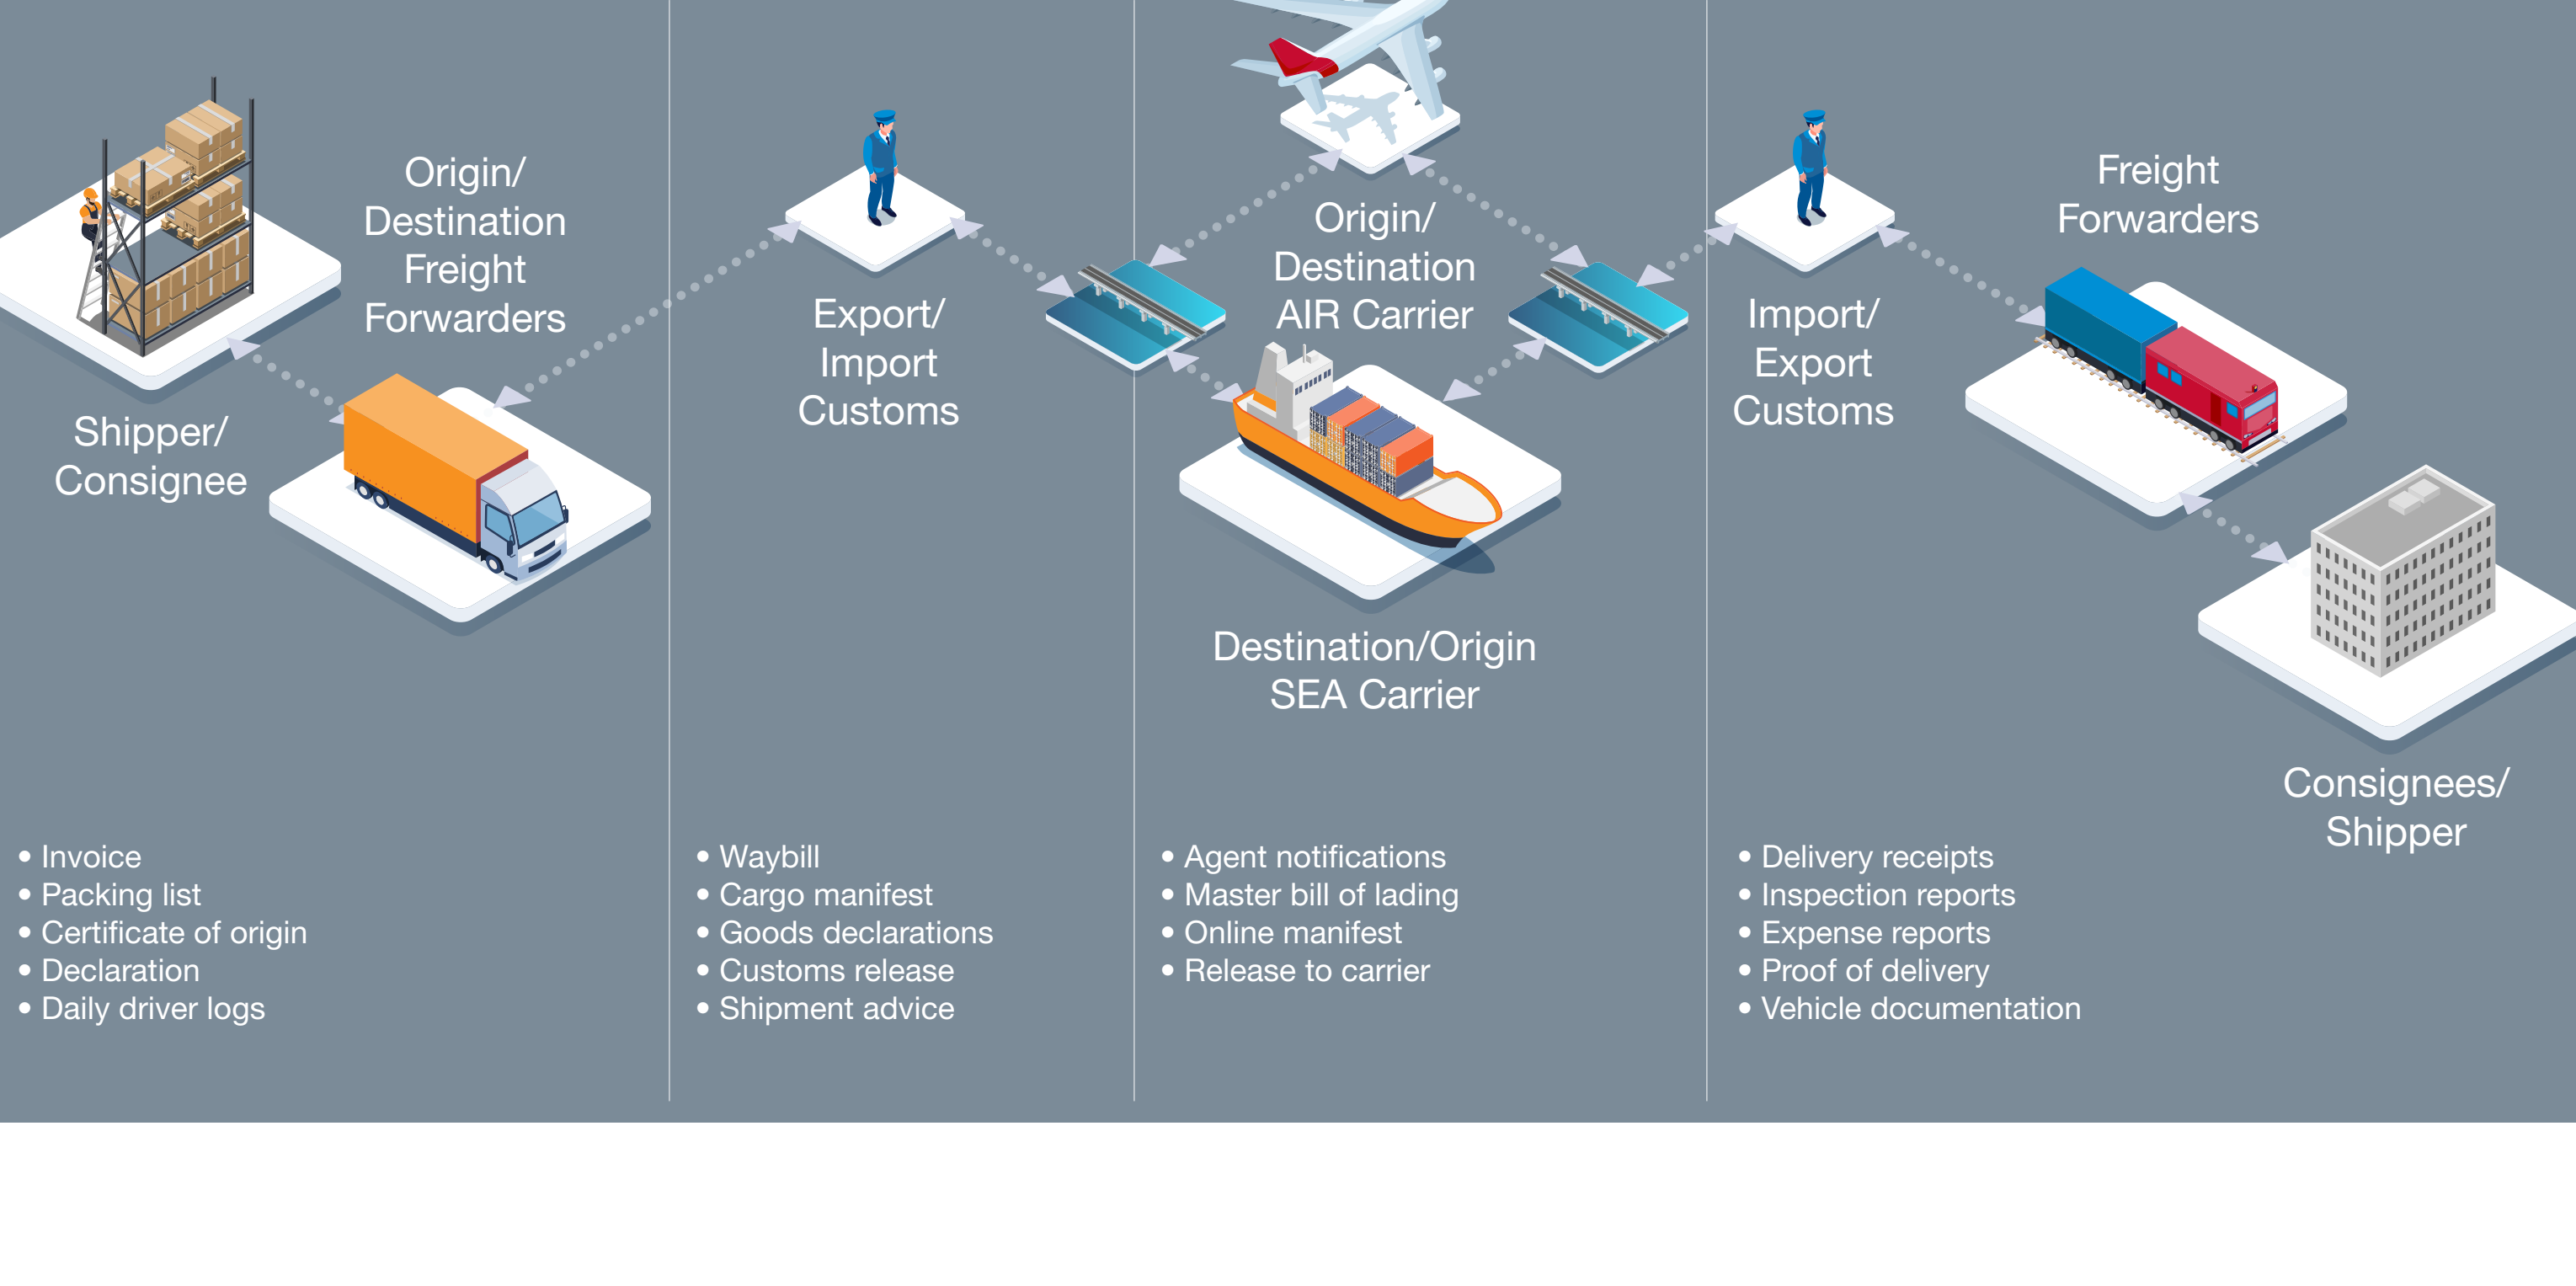 Origin/
Destination
Freight
Forwarders
Shipper/
Consignee
Export/
Import
Customs
Origin/
Destination
AIR Carrier
Destination/Origin
SEA Carrier
Import/
Export
Customs
Freight
Forwarders
Consignees/
Shipper
• Invoice
• Packing list
• Certificate of origin
• Declaration
• Daily driver logs
• Waybill
• Cargo manifest
• Goods declarations
• Customs release
• Shipment advice
• Agent notifications
• Master bill of lading
• Online manifest
• Release to carrier
• Delivery receipts
• Inspection reports
• Expense reports
• Proof of delivery
• Vehicle documentation